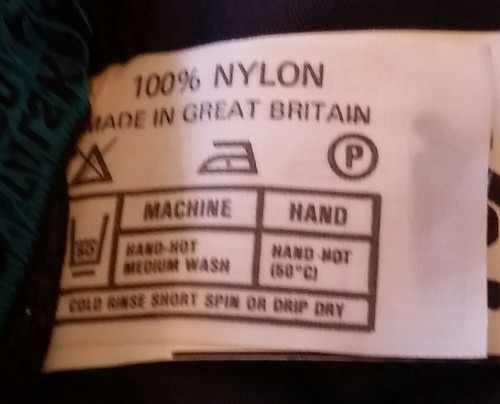 100% NYLON
MADE IN GREAT BRITAIN
P
MACHINE HAND
50
HAND-HOT HAND-HOT
MEDIUM WASH (50°C)
COLD RINSE SHORT SPIN OR DRIP DRY